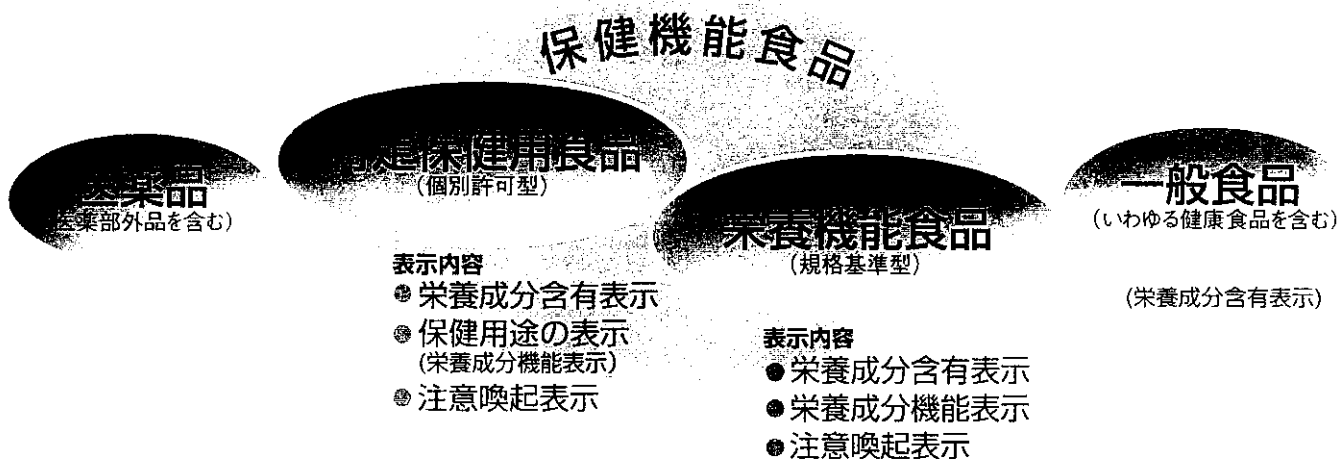 保健機能食品
医薬品
(医薬部外品を含む)
特定保健用食品
(個別許可型)
栄養機能食品
(規格基準型)
一般食品
(いわゆる健康食品を含む)
(栄養成分含有表示)
表示内容
栄養成分含有表示
保健用途の表示
(栄養成分機能表示)
注意喚起表示
表示内容
栄養成分含有表示
栄養成分機能表示
注意喚起表示